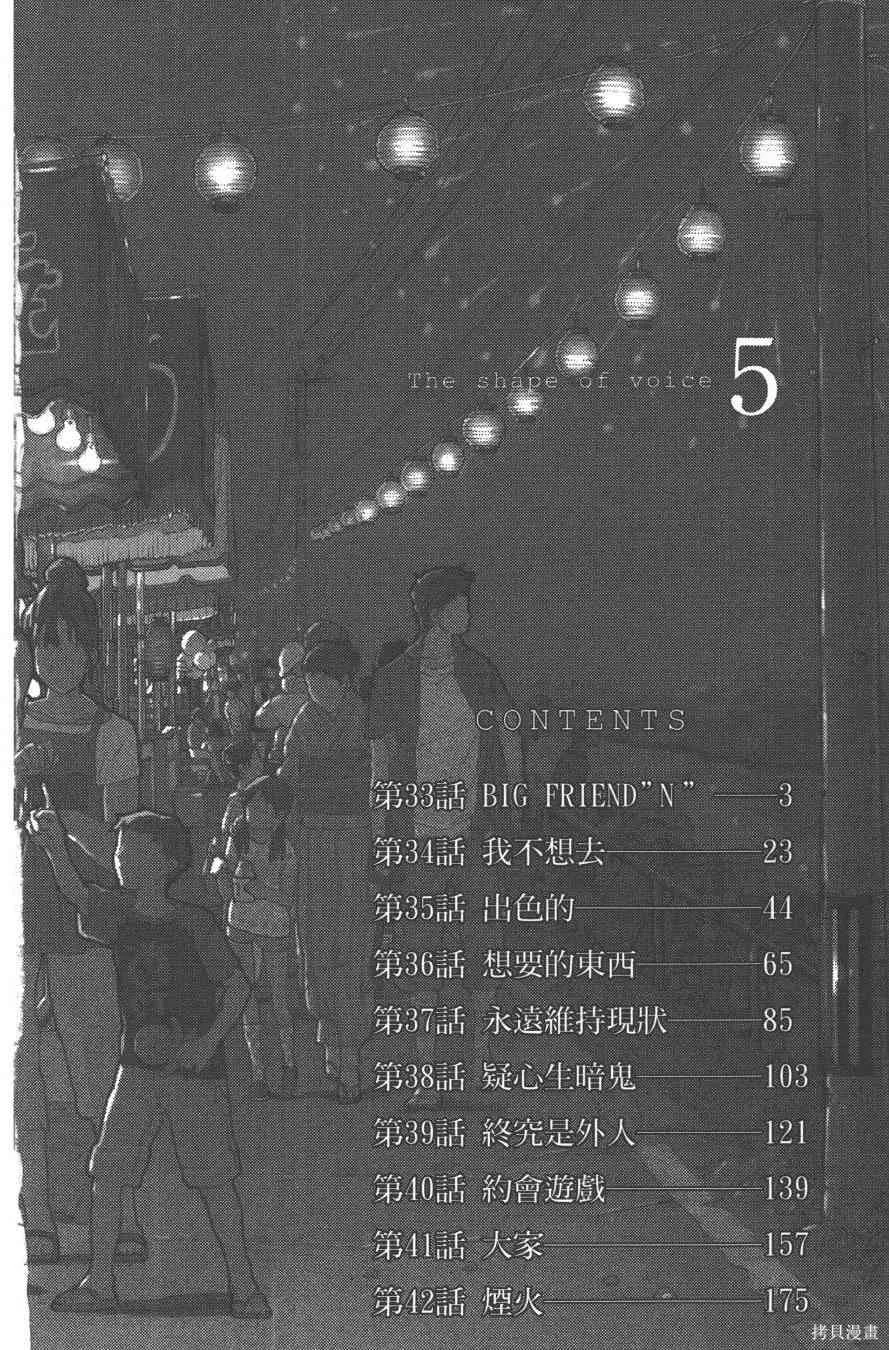 The shape of voice 5
CONTENTS
第33話 BIG FRIEND”N”——3
第34話 我不想去——23
第35話 出色的——44
第36話 想要的東西——65
第37話 永遠維持現狀——85
第38話 疑心生暗鬼——103
第39話 終究是外人——121
第40話 約會遊戲——139
第41話 大家——157
第42話 煙火——175
拷貝漫畫